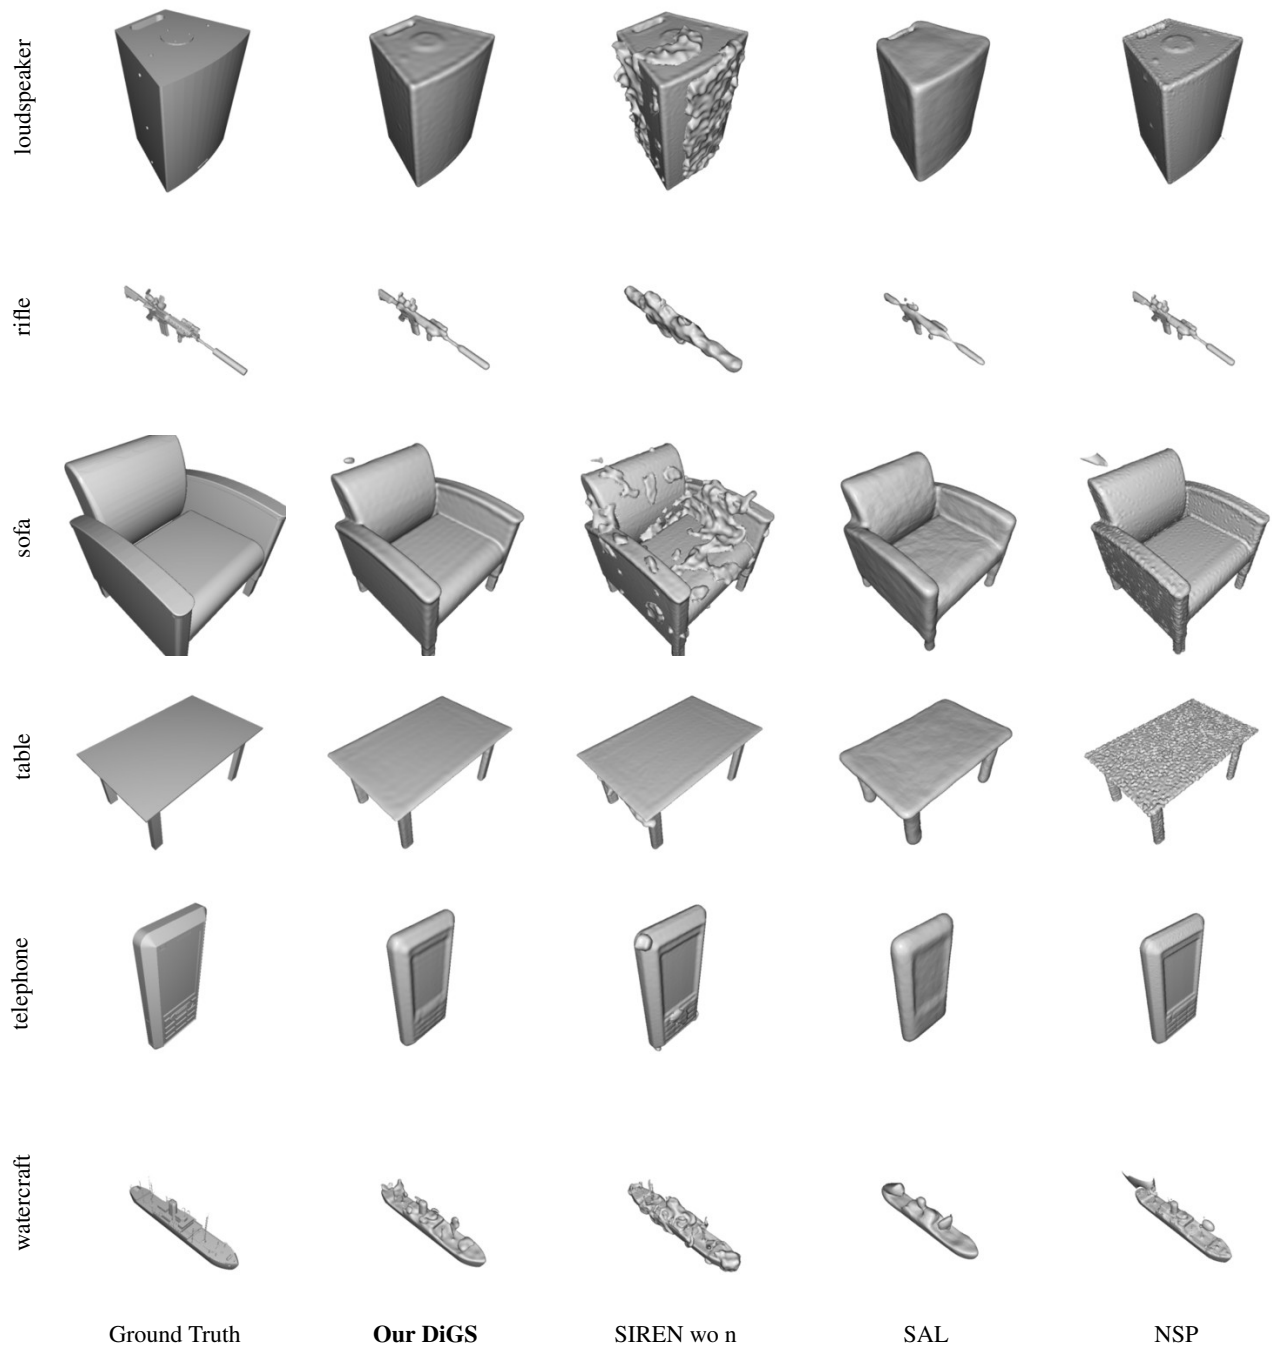 loudspeaker
rifle
sofa
table
telephone
watercraft
Ground Truth
Our DiGS
SIREN wo n
SAL
NSP